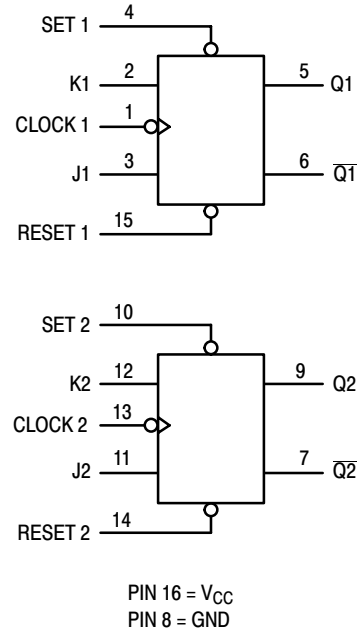 SET 1 4
K1 2 5 Q1
CLOCK 1 1
J1 3 6 Q1̅
RESET 1 15
SET 2 10
K2 12 9 Q2
CLOCK 2 13
J2 11 7 Q2̅
RESET 2 14
PIN 16 = VCC
PIN 8 = GND